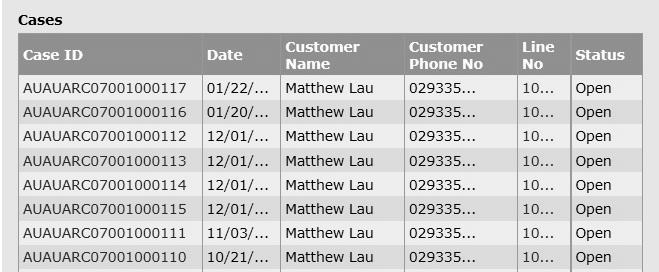 Cases
Case ID Date Customer Name Customer Phone No Line No Status
AUAUARC07001000117 01/22/... Matthew Lau 029335... 10... Open
AUAUARC07001000116 01/20/... Matthew Lau 029335... 10... Open
AUAUARC07001000112 12/01/... Matthew Lau 029335... 10... Open
AUAUARC07001000113 12/01/... Matthew Lau 029335... 10... Open
AUAUARC07001000114 12/01/... Matthew Lau 029335... 10... Open
AUAUARC07001000115 12/01/... Matthew Lau 029335... 10... Open
AUAUARC07001000111 11/03/... Matthew Lau 029335... 10... Open
AUAUARC07001000110 10/21/... Matthew Lau 029335... 10... Open